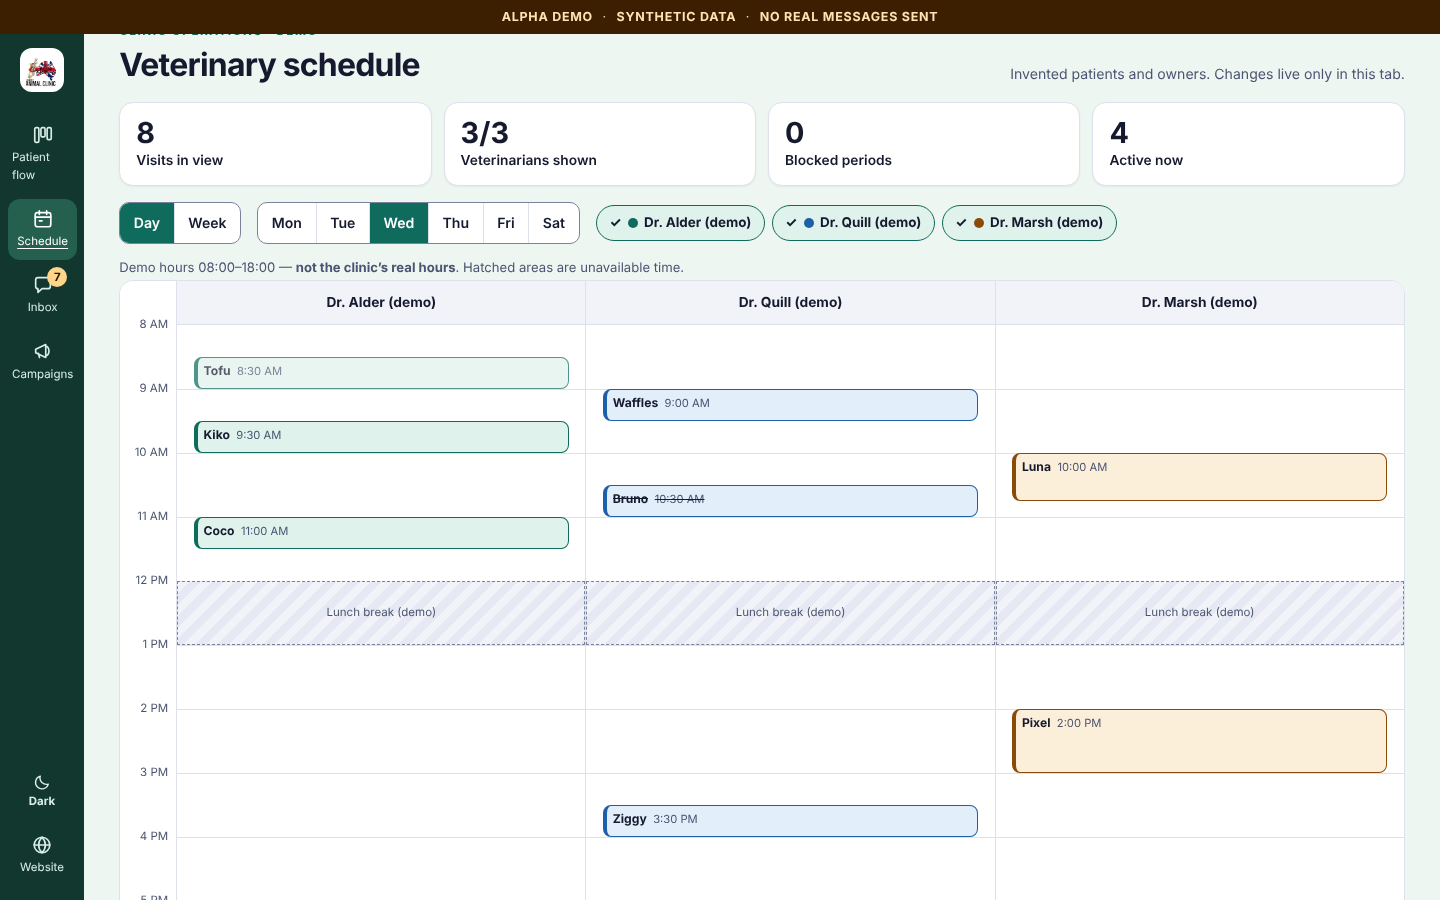 ALPHA DEMO · SYNTHETIC DATA · NO REAL MESSAGES SENT
ANIMAL CLINIC
Patient flow
Schedule
7
Inbox
Campaigns
Dark
Website
Veterinary schedule
Invented patients and owners. Changes live only in this tab.
8
Visits in view
3/3
Veterinarians shown
0
Blocked periods
4
Active now
Day
Week
Mon
Tue
Wed
Thu
Fri
Sat
✓ Dr. Alder (demo)
✓ Dr. Quill (demo)
✓ Dr. Marsh (demo)
Demo hours 08:00–18:00 — not the clinic’s real hours. Hatched areas are unavailable time.
Dr. Alder (demo)
Dr. Quill (demo)
Dr. Marsh (demo)
8 AM
Tofu 8:30 AM
9 AM
Waffles 9:00 AM
Kiko 9:30 AM
10 AM
Luna 10:00 AM
Bruno 10:30 AM
11 AM
Coco 11:00 AM
12 PM
Lunch break (demo)
Lunch break (demo)
Lunch break (demo)
1 PM
2 PM
Pixel 2:00 PM
3 PM
Ziggy 3:30 PM
4 PM
5 PM